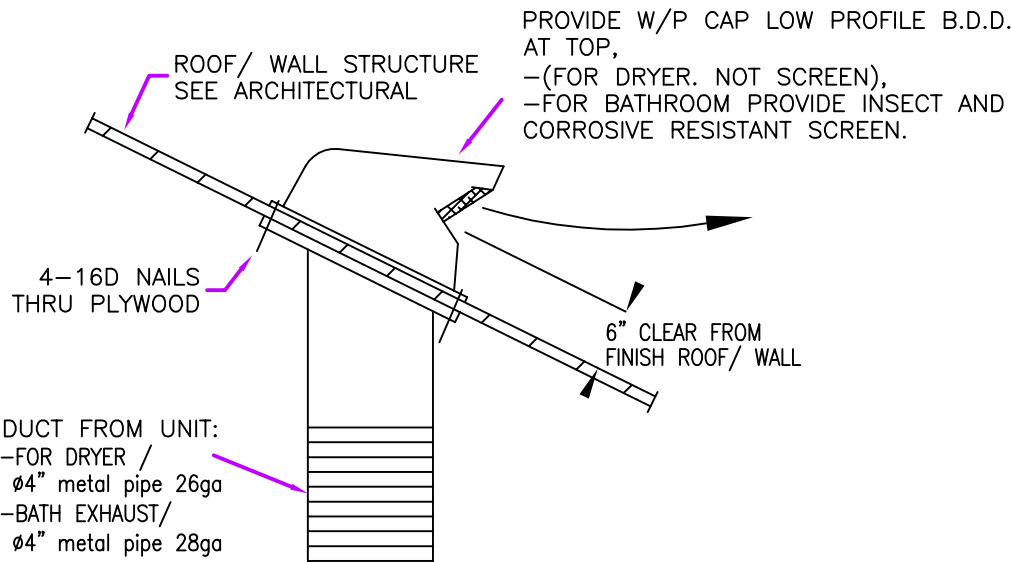 PROVIDE W/P CAP LOW PROFILE B.D.D.
AT TOP,
-(FOR DRYER. NOT SCREEN),
-FOR BATHROOM PROVIDE INSECT AND
CORROSIVE RESISTANT SCREEN.
ROOF/ WALL STRUCTURE
SEE ARCHITECTURAL
4-16D NAILS
THRU PLYWOOD
6" CLEAR FROM
FINISH ROOF/ WALL
DUCT FROM UNIT:
-FOR DRYER /
ø4" metal pipe 26ga
-BATH EXHAUST/
ø4" metal pipe 28ga